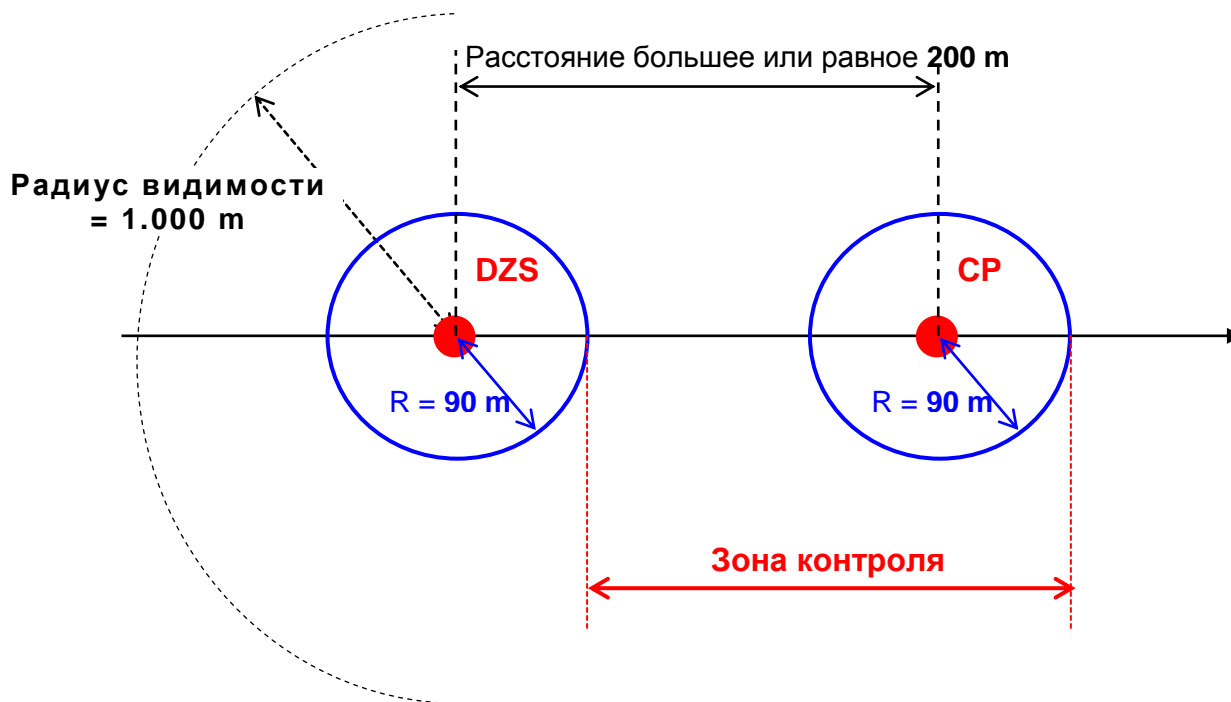 Расстояние большее или равное 200 m
Радиус видимости
= 1.000 m
DZS
CP
R = 90 m
R = 90 m
Зона контроля